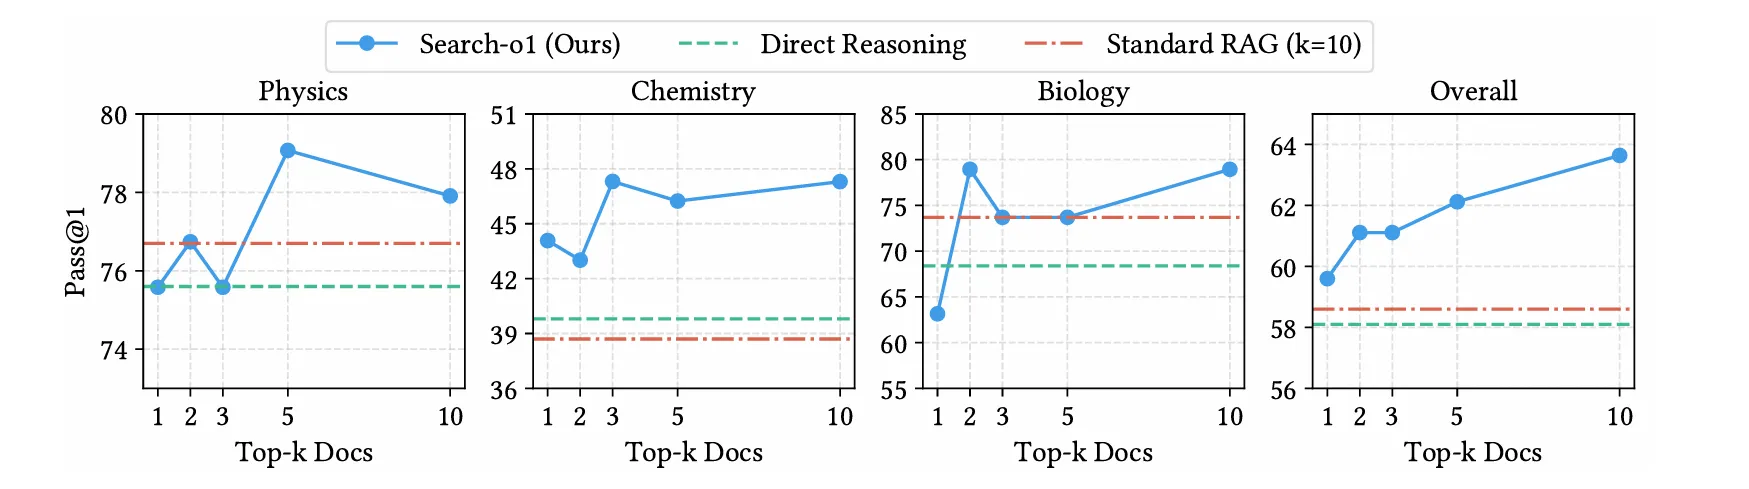 Search-o1 (Ours) Direct Reasoning Standard RAG (k=10)
Physics Chemistry Biology Overall
Pass@1
80
78
76
74
1 2 3 5 10
Top-k Docs
51
48
45
42
39
36
1 2 3 5 10
Top-k Docs
85
80
75
70
65
60
55
1 2 3 5 10
Top-k Docs
64
62
60
58
56
1 2 3 5 10
Top-k Docs